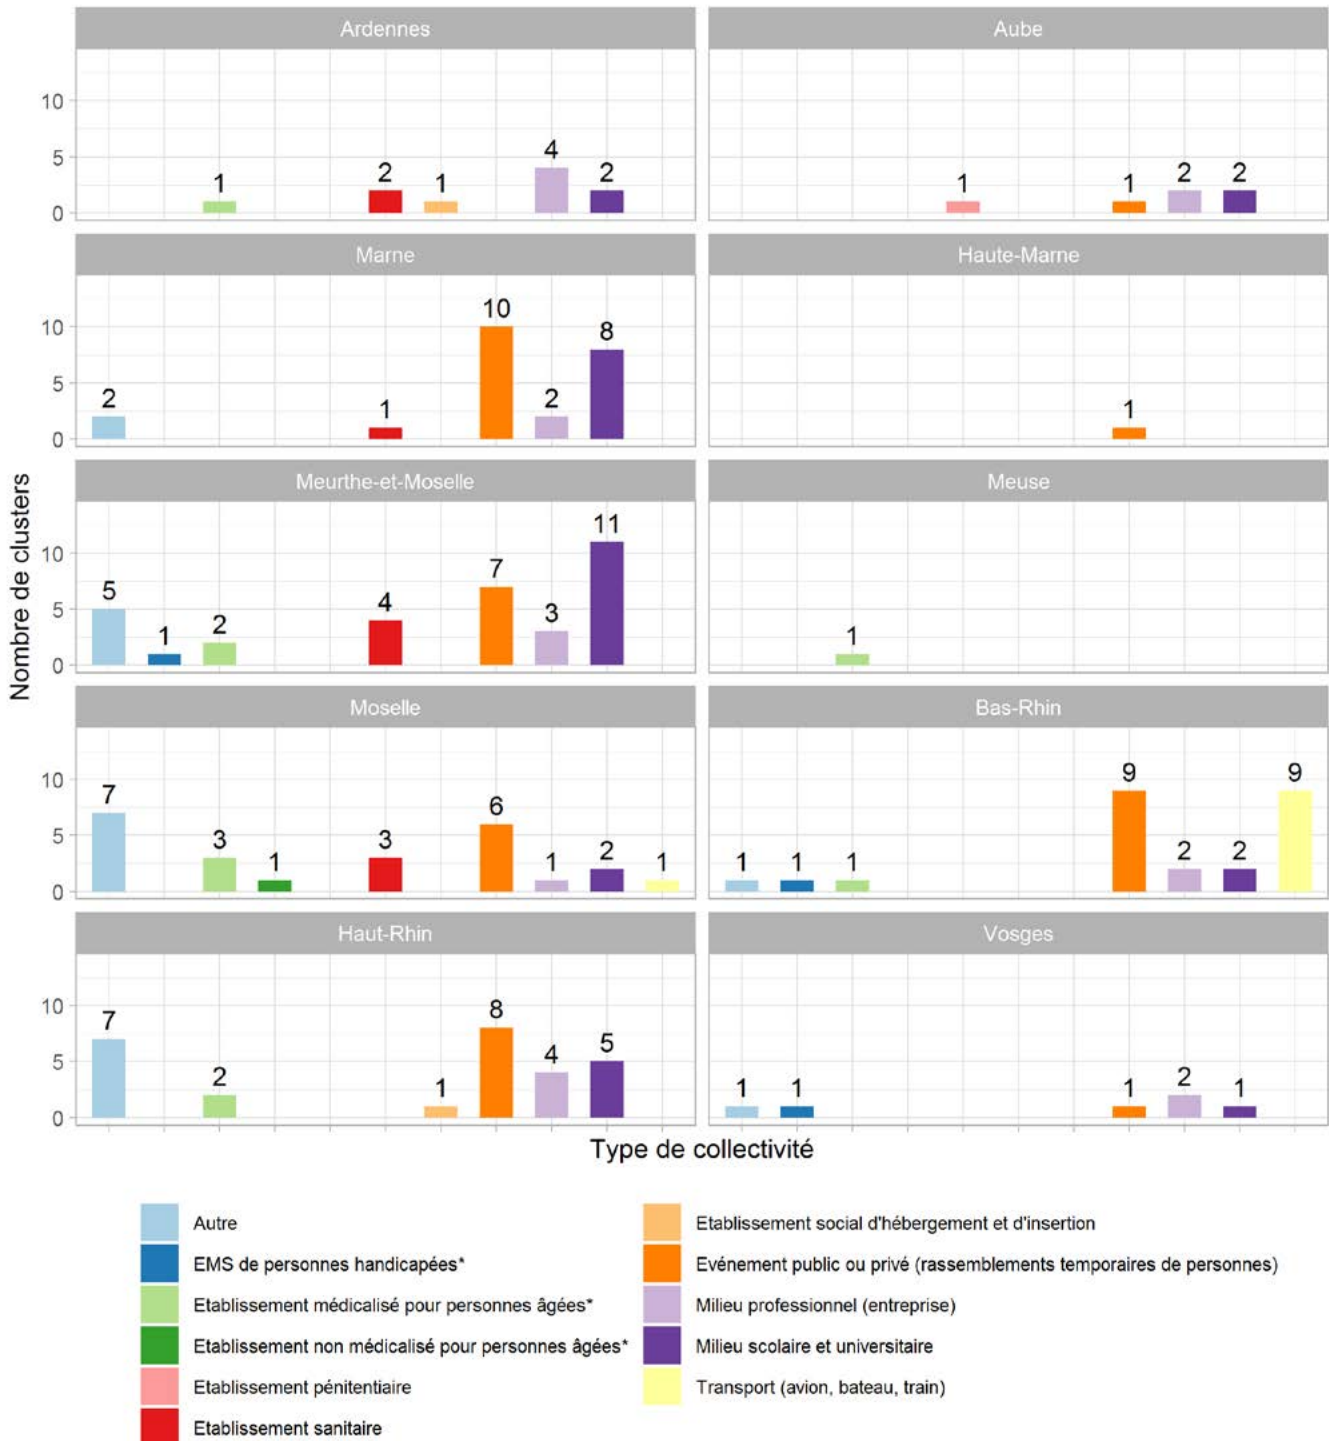 Ardennes
Aube
10
5
0
1
2
1
4
2
1
1
2
2
Marne
Haute-Marne
10
5
0
2
1
10
2
8
1
Meurthe-et-Moselle
Meuse
10
5
0
5
1
2
4
7
3
11
1
Nombre de clusters
Moselle
Bas-Rhin
10
5
0
7
3
1
3
6
1
2
1
1
1
1
9
2
2
9
Haut-Rhin
Vosges
10
5
0
7
2
1
8
4
5
1
1
1
2
1
Type de collectivité
Autre
EMS de personnes handicapées*
Etablissement médicalisé pour personnes âgées*
Etablissement non médicalisé pour personnes âgées*
Etablissement pénitentiaire
Etablissement sanitaire
Etablissement social d'hébergement et d'insertion
Evénement public ou privé (rassemblements temporaires de personnes)
Milieu professionnel (entreprise)
Milieu scolaire et universitaire
Transport (avion, bateau, train)